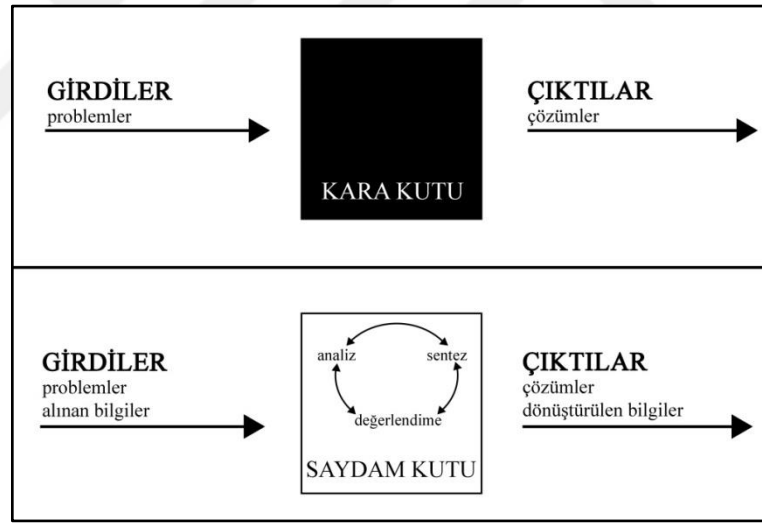 GİRDİLER
problemler
KARA KUTU
ÇIKTILAR
çözümler
GİRDİLER
problemler
alınan bilgiler
analiz
sentez
değerlendime
SAYDAM KUTU
ÇIKTILAR
çözümler
dönüştürülen bilgiler